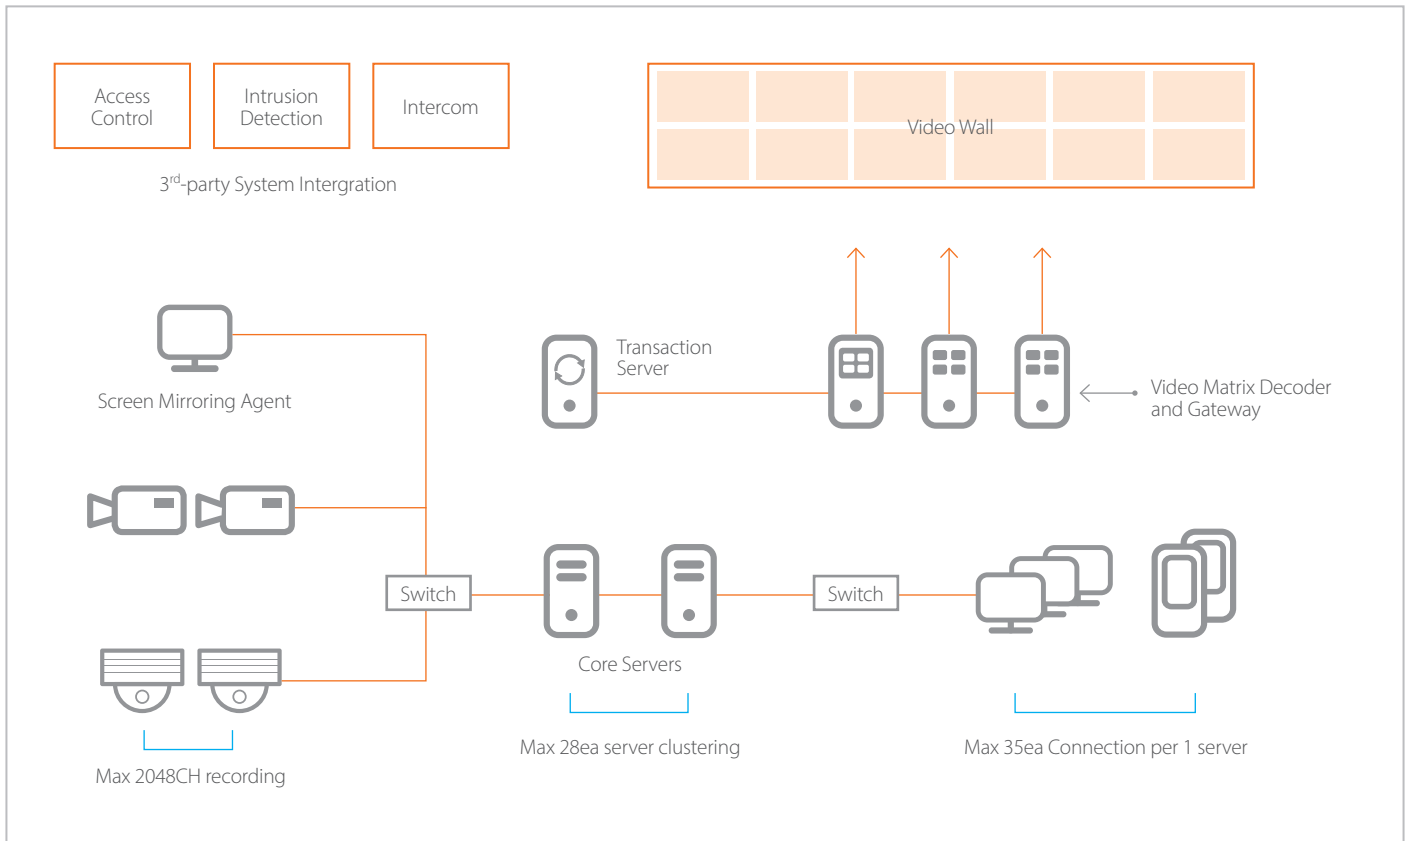 Access
Control
Intrusion
Detection
Intercom
3rd-party System Intergration
Video Wall
Screen Mirroring Agent
Transaction
Server
Video Matrix Decoder
and Gateway
Switch
Switch
Core Servers
Max 28ea server clustering
Max 35ea Connection per 1 server
Max 2048CH recording